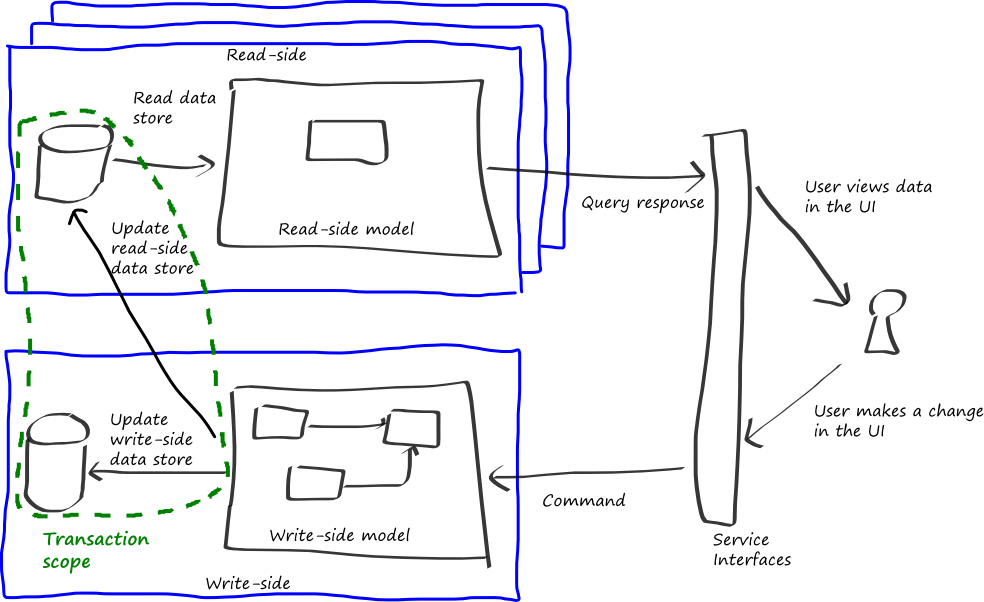 Read-side
Read data
store
Read-side model
Query response
User views data
in the UI
Update
read-side
data store
User makes a change
in the UI
Update
write-side
data store
Command
Write-side model
Transaction
scope
Service
Interfaces
Write-side